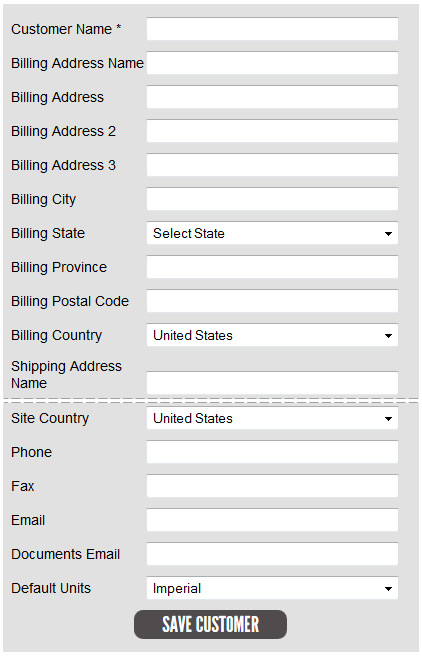 Customer Name *
Billing Address Name
Billing Address
Billing Address 2
Billing Address 3
Billing City
Billing State Select State
Billing Province
Billing Postal Code
Billing Country United States
Shipping Address
Name
Site Country United States
Phone
Fax
Email
Documents Email
Default Units Imperial
SAVE CUSTOMER